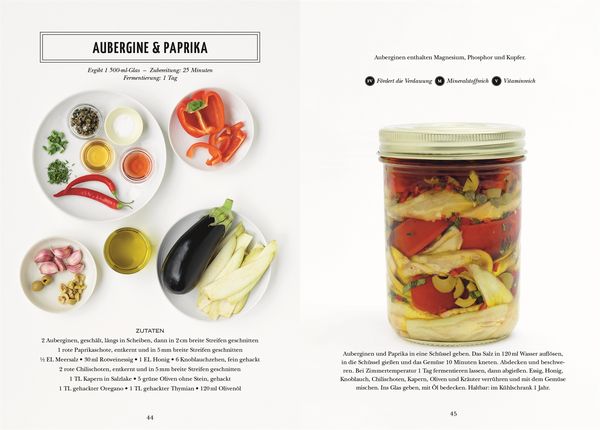 AUBERGINE & PAPRIKA
Ergibt 1 500-ml-Glas – Zubereitung: 25 Minuten
Fermentierung: 1 Tag
ZUTATEN
2 Auberginen, geschält, längs in Scheiben, dann in 2 cm breite Streifen geschnitten
1 rote Paprikaschote, entkernt und in 5 mm breite Streifen geschnitten
½ EL Meersalz • 30 ml Rotweinessig • 1 EL Honig • 6 Knoblauchzehen, fein gehackt
2 rote Chilischoten, entkernt und in 5 mm breite Streifen geschnitten
1 TL Kapern in Salzlake • 5 grüne Oliven ohne Stein, gehackt
1 TL gehackter Oregano • 1 TL gehackter Thymian • 120 ml Olivenöl
44
Auberginen enthalten Magnesium, Phosphor und Kupfer.
FV Fördert die Verdauung M Mineralstoffreich V Vitaminreich
Auberginen und Paprika in eine Schüssel geben. Das Salz in 120 ml Wasser auflösen,
in die Schüssel gießen und das Gemüse 10 Minuten kneten. Abdecken und beschwe-
ren. Bei Zimmertemperatur 1 Tag fermentieren lassen, dann abgießen. Essig, Honig,
Knoblauch, Chilischoten, Kapern, Oliven und Kräuter verrühren und mit dem Gemüse
mischen. Ins Glas geben, mit Öl bedecken. Haltbar: im Kühlschrank 1 Jahr.
45